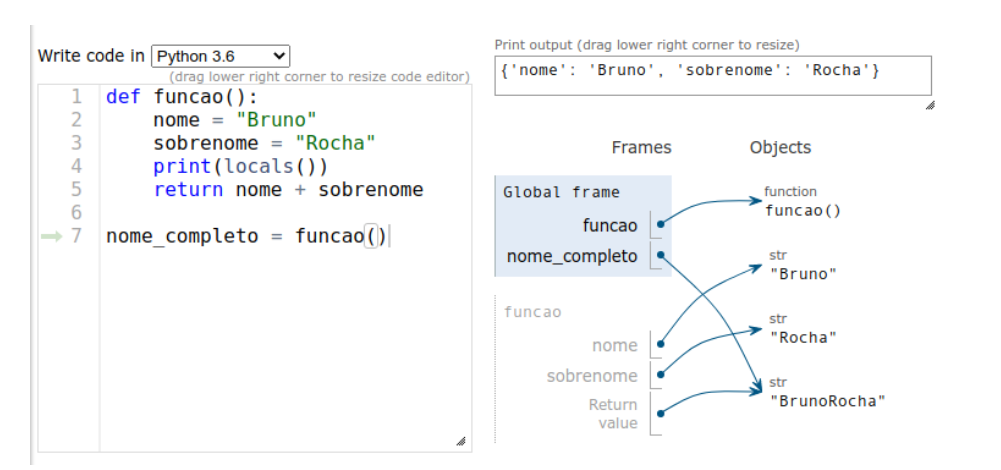 Write code in Python 3.6
(drag lower right corner to resize code editor)
1 def funcao():
2     nome = "Bruno"
3     sobrenome = "Rocha"
4     print(locals())
5     return nome + sobrenome
6
7 nome_completo = funcao()
Print output (drag lower right corner to resize)
{'nome': 'Bruno', 'sobrenome': 'Rocha'}
Frames
Objects
Global frame
funcao
nome_completo
function
funcao()
str
"Bruno"
funcao
nome
sobrenome
Return
value
str
"Rocha"
str
"BrunoRocha"